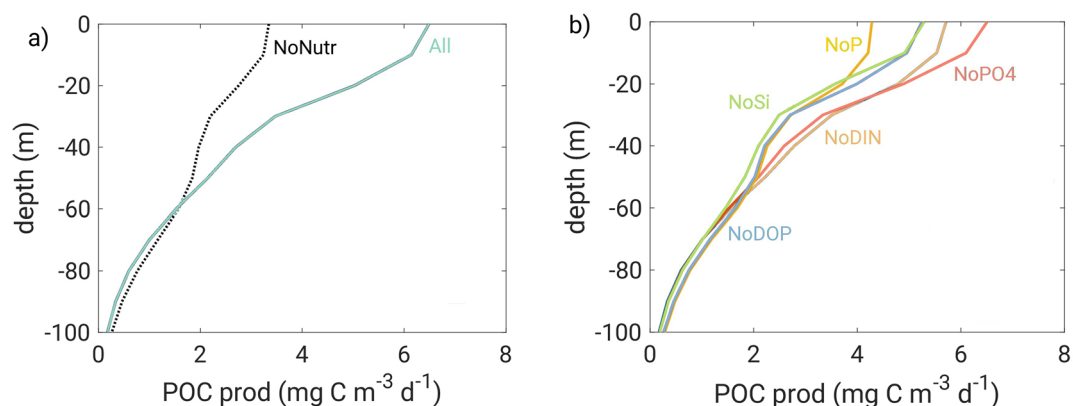 a)
0
-20
-40
-60
-80
-100
depth (m)
NoNutr
All
0
2
4
6
8
POC prod (mg C m⁻³ d⁻¹)
b)
0
-20
-40
-60
-80
-100
depth (m)
NoP
NoPO4
NoSi
NoDIN
NoDOP
0
2
4
6
8
POC prod (mg C m⁻³ d⁻¹)